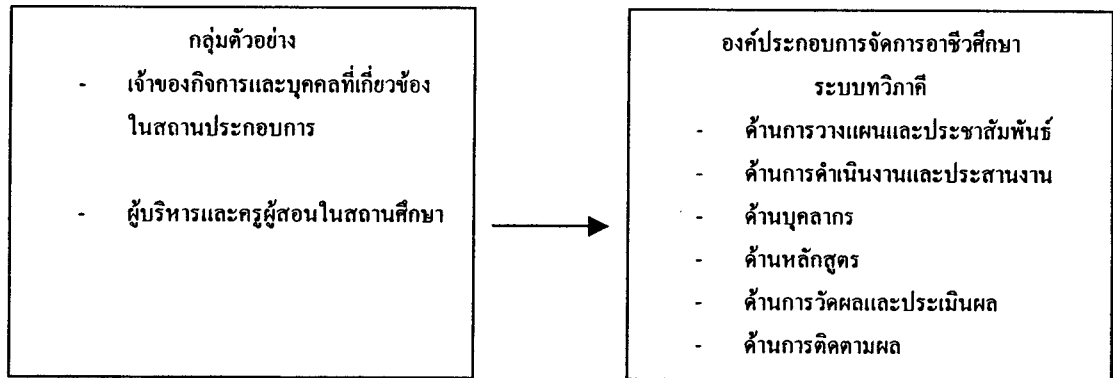 กลุ่มตัวอย่าง
- เจ้าของกิจการและบุคคลที่เกี่ยวข้อง
ในสถานประกอบการ
- ผู้บริหารและครูผู้สอนในสถานศึกษา
องค์ประกอบการจัดการอาชีวศึกษา
ระบบทวิภาคี
- ด้านการวางแผนและประชาสัมพันธ์
- ด้านการดำเนินงานและประสานงาน
- ด้านบุคลากร
- ด้านหลักสูตร
- ด้านการวัดผลและประเมินผล
- ด้านการติดตามผล